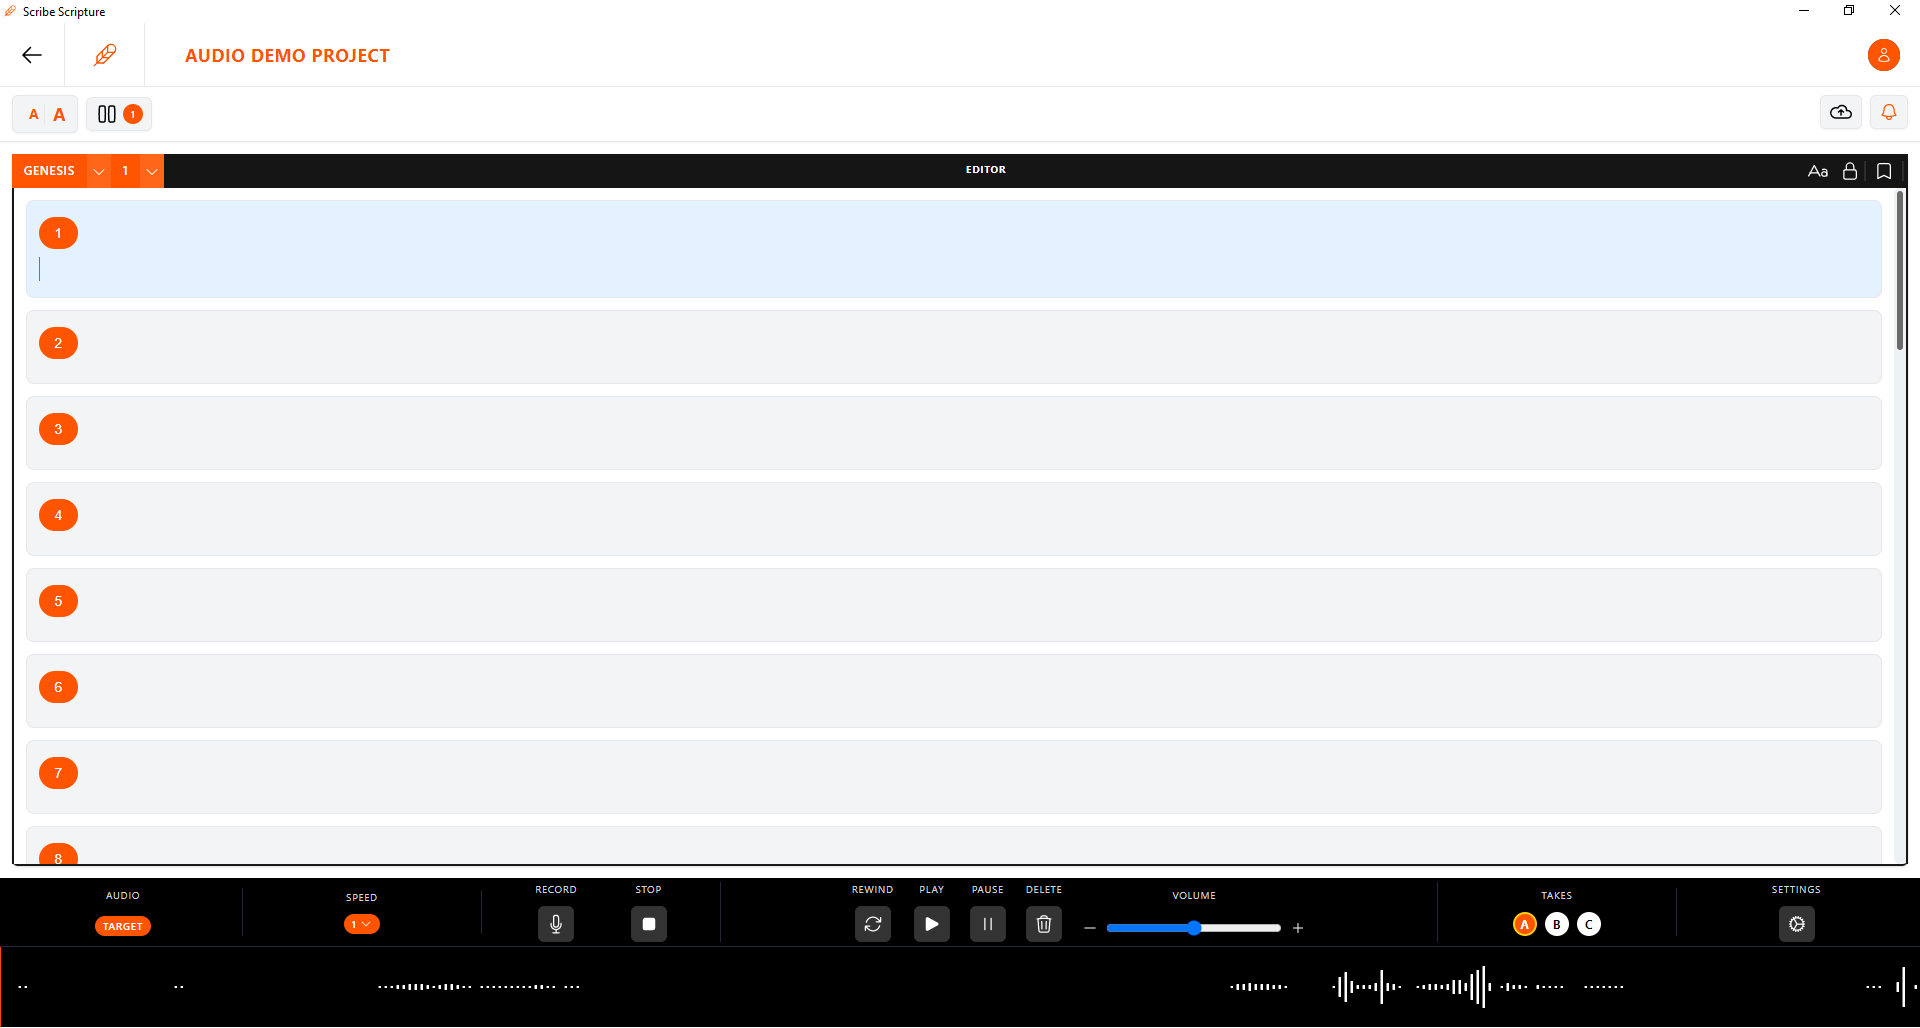 Scribe Scripture
AUDIO DEMO PROJECT
A A 1
GENESIS 1 EDITOR Aa
1
2
3
4
5
6
7
8
AUDIO SPEED RECORD STOP REWIND PLAY PAUSE DELETE VOLUME TAKES SETTINGS
TARGET 1 A B C